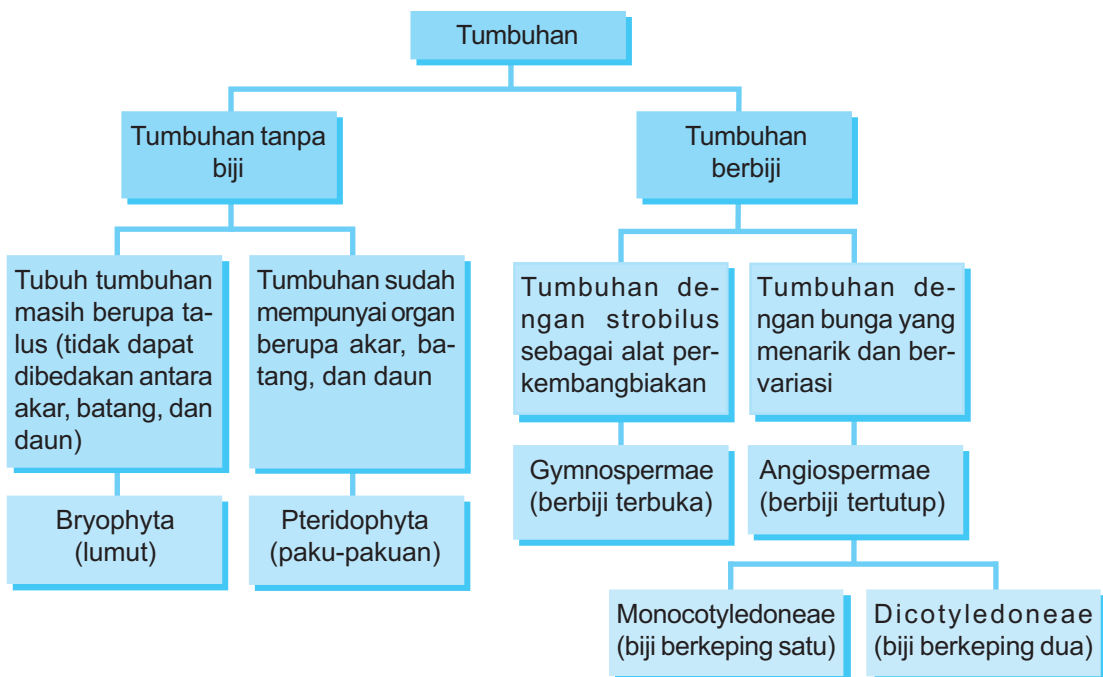 Tumbuhan
Tumbuhan tanpa
biji
Tumbuhan
berbiji
Tubuh tumbuhan
masih berupa ta-
lus (tidak dapat
dibedakan antara
akar, batang, dan
daun)
Tumbuhan sudah
mempunyai organ
berupa akar, ba-
tang, dan daun
Tumbuhan de-
ngan strobilus
sebagai alat per-
kembangbiakan
Tumbuhan de-
ngan bunga yang
menarik dan ber-
variasi
Bryophyta
(lumut)
Pteridophyta
(paku-pakuan)
Gymnospermae
(berbiji terbuka)
Angiospermae
(berbiji tertutup)
Monocotyledoneae
(biji berkeping satu)
Dicotyledoneae
(biji berkeping dua)